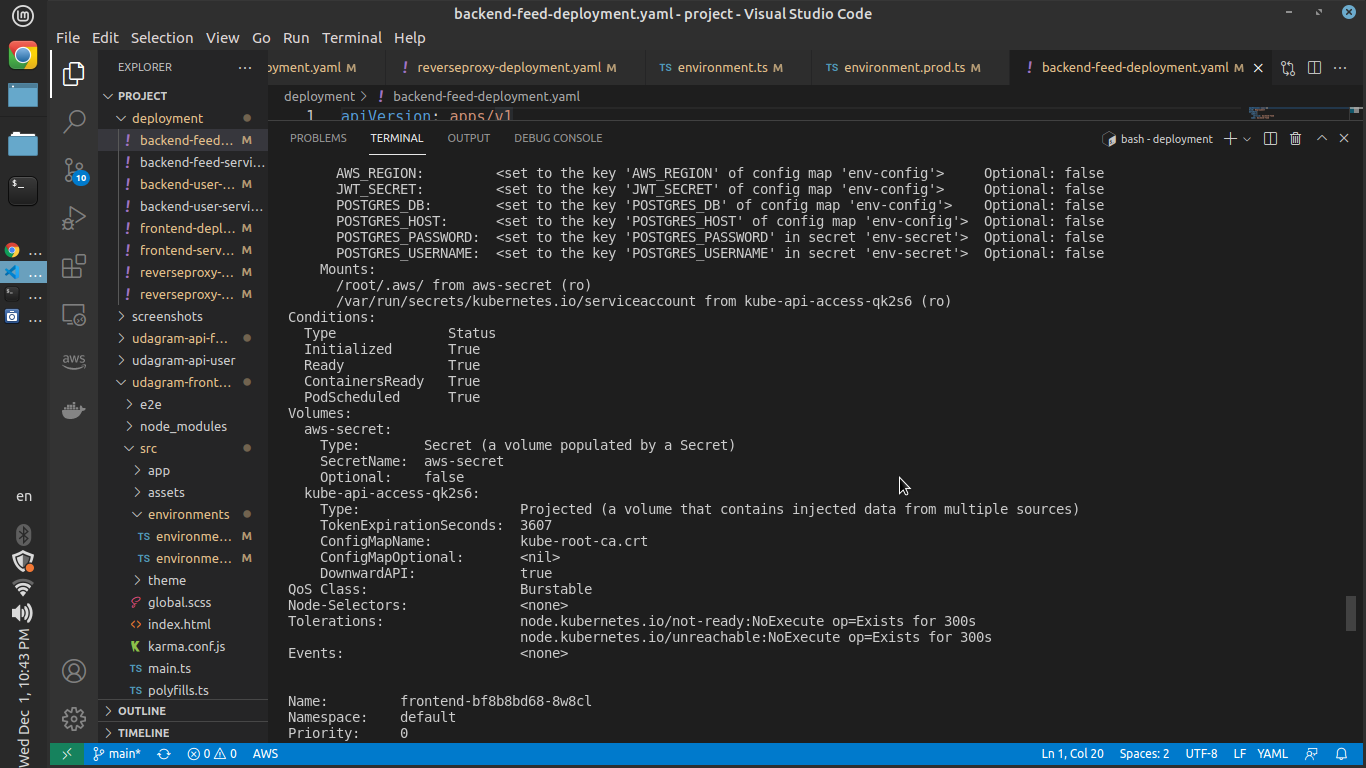 backend-feed-deployment.yaml - project - Visual Studio Code
File Edit Selection View Go Run Terminal Help
EXPLORER ...
oyment.yaml M
! reverseproxy-deployment.yaml M
TS environment.ts M
TS environment.prod.ts M
! backend-feed-deployment.yaml M
deployment > ! backend-feed-deployment.yaml
1 apiVersion: apps/v1
PROJECT
deployment
! backend-feed... M
! backend-feed-servi...
! backend-user-... M
! backend-user-servi...
! frontend-depl... M
! frontend-serv... M
! reverseproxy-... M
! reverseproxy-... M
screenshots
udagram-api-f...
udagram-api-user
udagram-front...
e2e
node_modules
src
app
assets
environments
TS environme... M
TS environme... M
theme
global.scss
index.html
karma.conf.js
TS main.ts
TS polyfills.ts
OUTLINE
TIMELINE
10
aws
PROBLEMS TERMINAL OUTPUT DEBUG CONSOLE
bash - deployment
AWS_REGION: <set to the key 'AWS_REGION' of config map 'env-config'> Optional: false
JWT_SECRET: <set to the key 'JWT_SECRET' of config map 'env-config'> Optional: false
POSTGRES_DB: <set to the key 'POSTGRES_DB' of config map 'env-config'> Optional: false
POSTGRES_HOST: <set to the key 'POSTGRES_HOST' of config map 'env-config'> Optional: false
POSTGRES_PASSWORD: <set to the key 'POSTGRES_PASSWORD' in secret 'env-secret'> Optional: false
POSTGRES_USERNAME: <set to the key 'POSTGRES_USERNAME' in secret 'env-secret'> Optional: false
Mounts:
/root/.aws/ from aws-secret (ro)
/var/run/secrets/kubernetes.io/serviceaccount from kube-api-access-qk2s6 (ro)
Conditions:
Type Status
Initialized True
Ready True
ContainersReady True
PodScheduled True
Volumes:
aws-secret:
Type: Secret (a volume populated by a Secret)
SecretName: aws-secret
Optional: false
kube-api-access-qk2s6:
Type: Projected (a volume that contains injected data from multiple sources)
TokenExpirationSeconds: 3607
ConfigMapName: kube-root-ca.crt
ConfigMapOptional: <nil>
DownwardAPI: true
QoS Class: Burstable
Node-Selectors: <none>
Tolerations: node.kubernetes.io/not-ready:NoExecute op=Exists for 300s
node.kubernetes.io/unreachable:NoExecute op=Exists for 300s
Events: <none>
Name: frontend-bf8b8bd68-8w8cl
Namespace: default
Priority: 0
en
Wed Dec 1, 10:43 PM
main* 0 0 AWS
Ln 1, Col 20 Spaces: 2 UTF-8 LF YAML